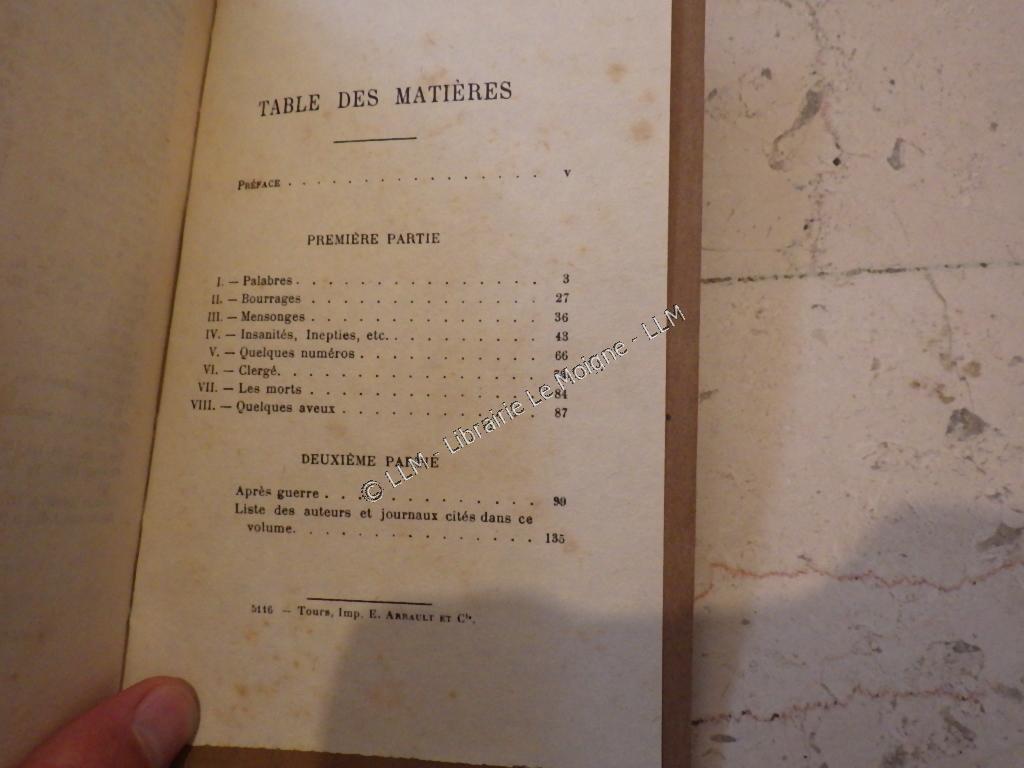 TABLE DES MATIÈRES
PRÉFACE . . . . . . . . . . . . . . . . . V
PREMIÈRE PARTIE
I. — Palabres . . . . . . . . . . . . . . 3
II. — Bourrages . . . . . . . . . . . . . 27
III. — Mensonges . . . . . . . . . . . . . 36
IV. — Insanités, Inepties, etc. . . . . . . . . . 43
V. — Quelques numéros . . . . . . . . . . . 66
VI. — Clergé. . . . . . . . . . . . . . .
VII. — Les morts . . . . . . . . . . . . . 84
VIII. — Quelques aveux . . . . . . . . . . . 87
DEUXIÈME PARTIE
Après guerre . . . . . . . . . . . . . . 99
Liste des auteurs et journaux cités dans ce
volume. . . . . . . . . . . . . . . . 135
5116 — Tours, Imp. E. ARRAULT ET Cie.
© LLM - Librairie Le Moigne - LLM